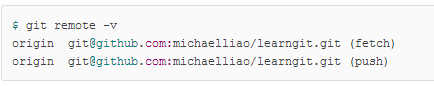 $ git remote -v
origin  git@github.com:michaelliao/learngit.git (fetch)
origin  git@github.com:michaelliao/learngit.git (push)